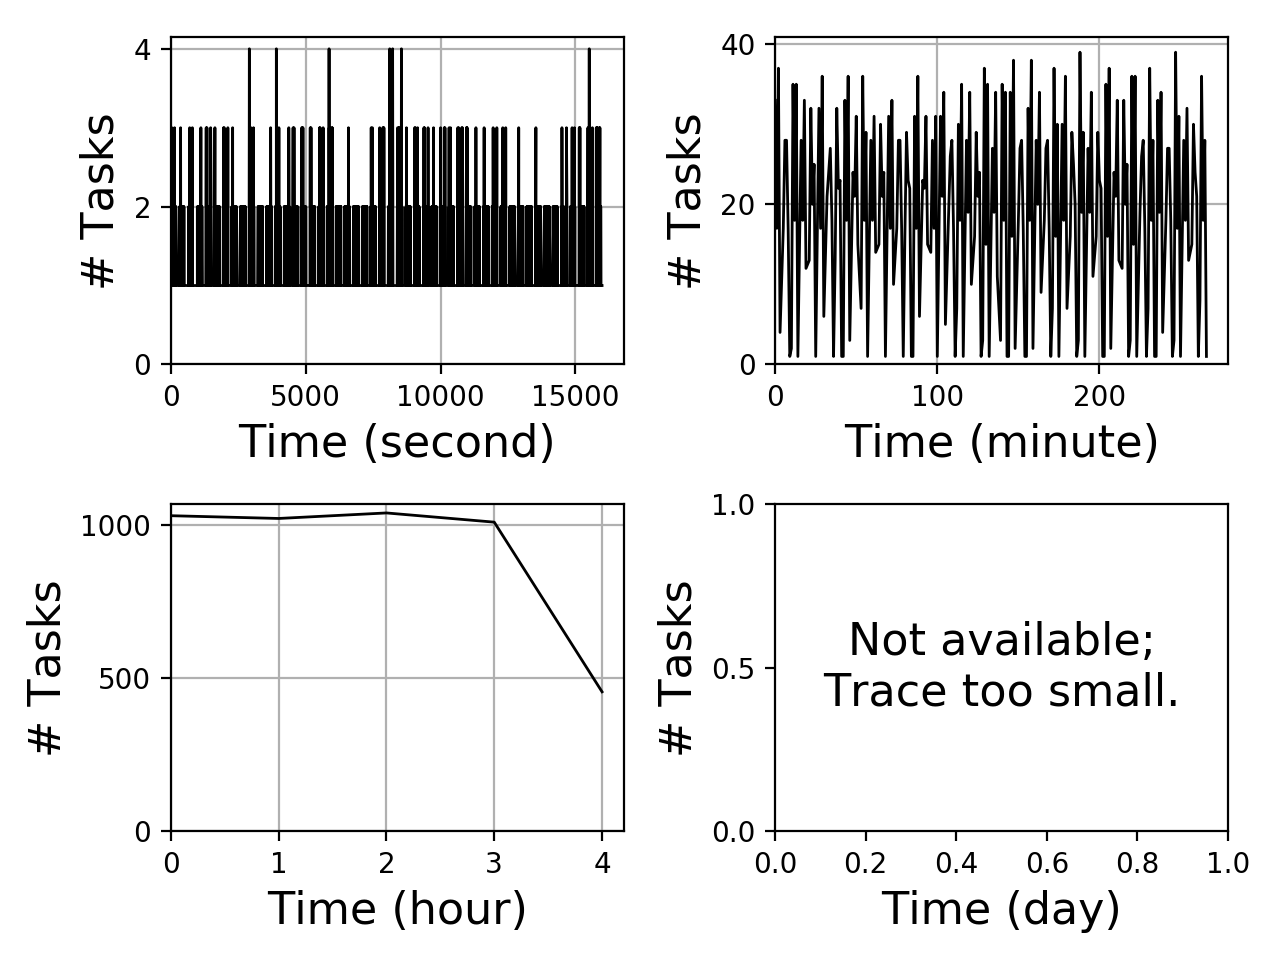 # Tasks
4
2
0
0 5000 10000 15000
Time (second)
# Tasks
40
20
0
0 100 200
Time (minute)
# Tasks
1000
500
0
0 1 2 3 4
Time (hour)
# Tasks
1.0
0.5
0.0
Not available;
Trace too small.
0.0 0.2 0.4 0.6 0.8 1.0
Time (day)